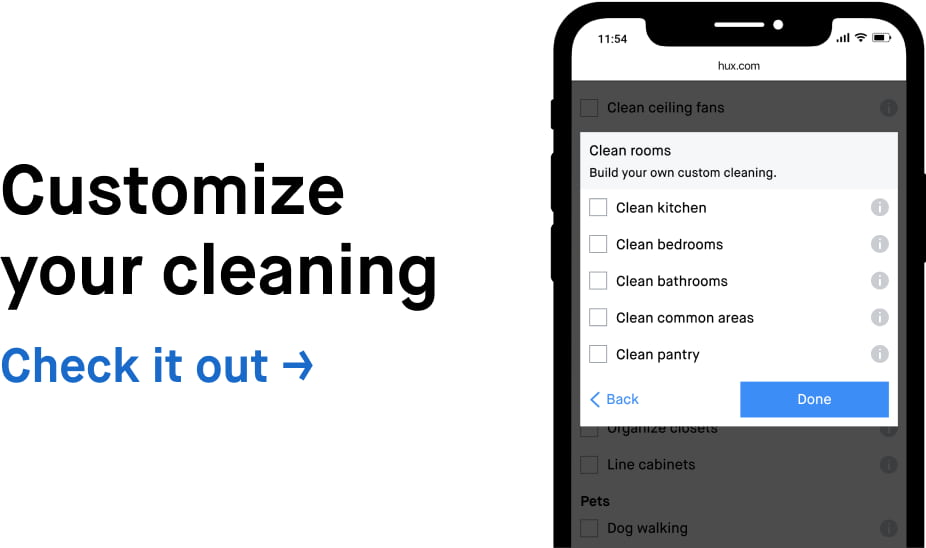 Customize
your cleaning
Check it out →
11:54
hux.com
Clean ceiling fans
Clean rooms
Build your own custom cleaning.
Clean kitchen
Clean bedrooms
Clean bathrooms
Clean common areas
Clean pantry
Back
Done
Organize closets
Line cabinets
Pets
Dog walking